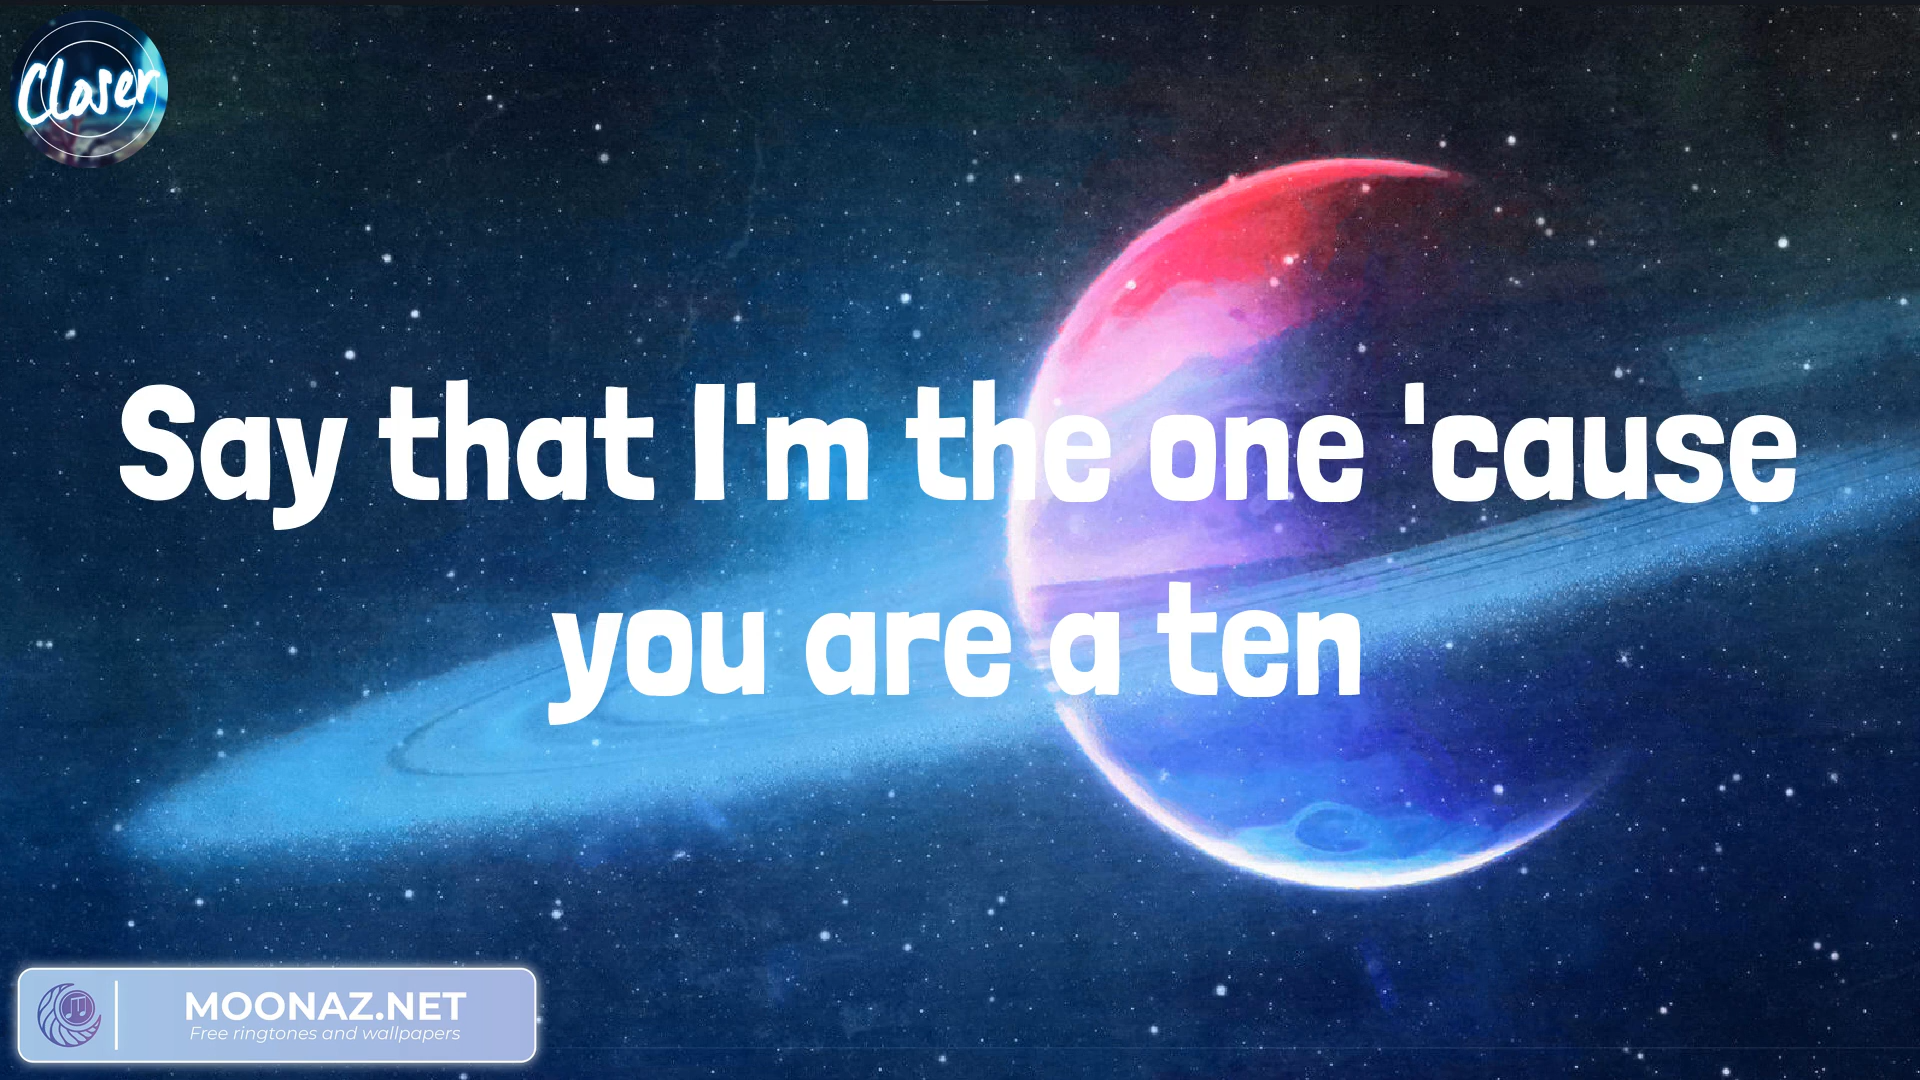 Closer
Say that I'm the one 'cause
you are a ten
MOONAZ.NET
Free ringtones and wallpapers